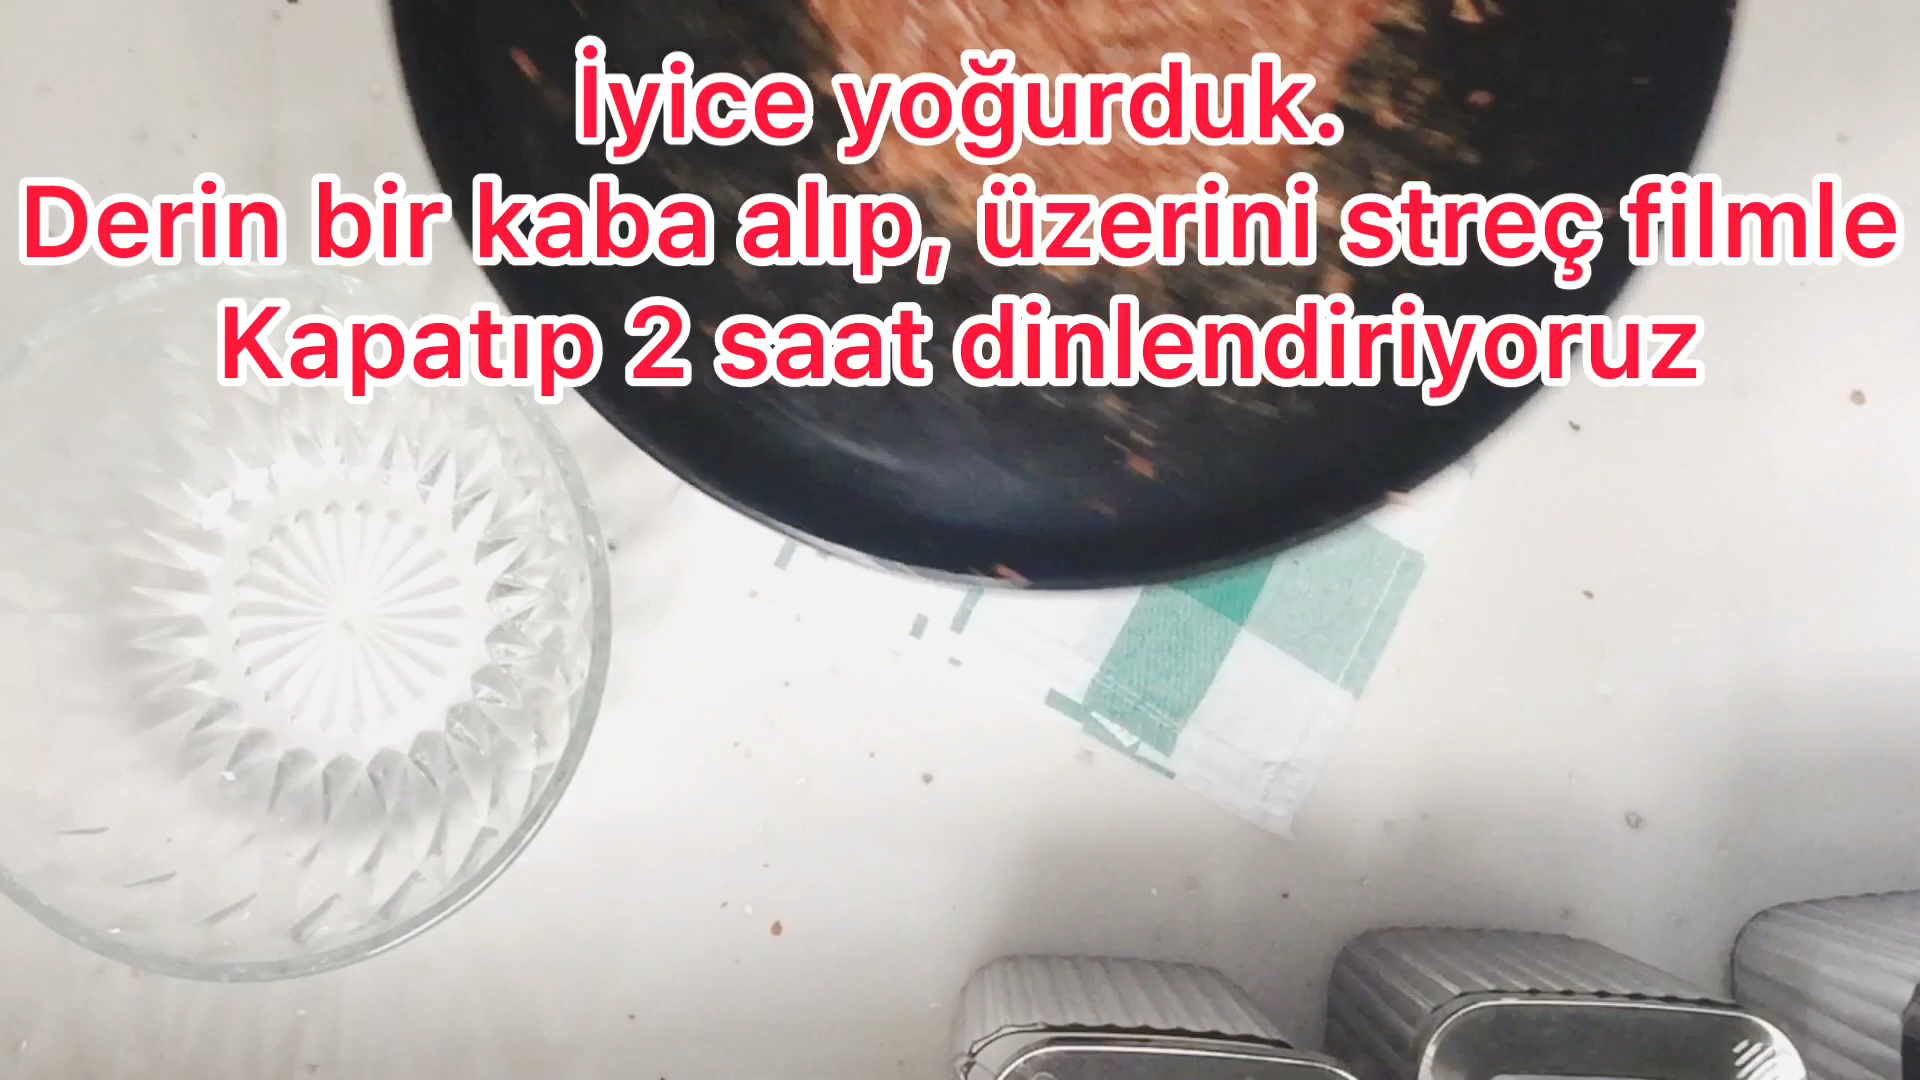 İyice yoğurduk.
Derin bir kaba alıp, üzerini streç filmle
Kapatıp 2 saat dinlendiriyoruz